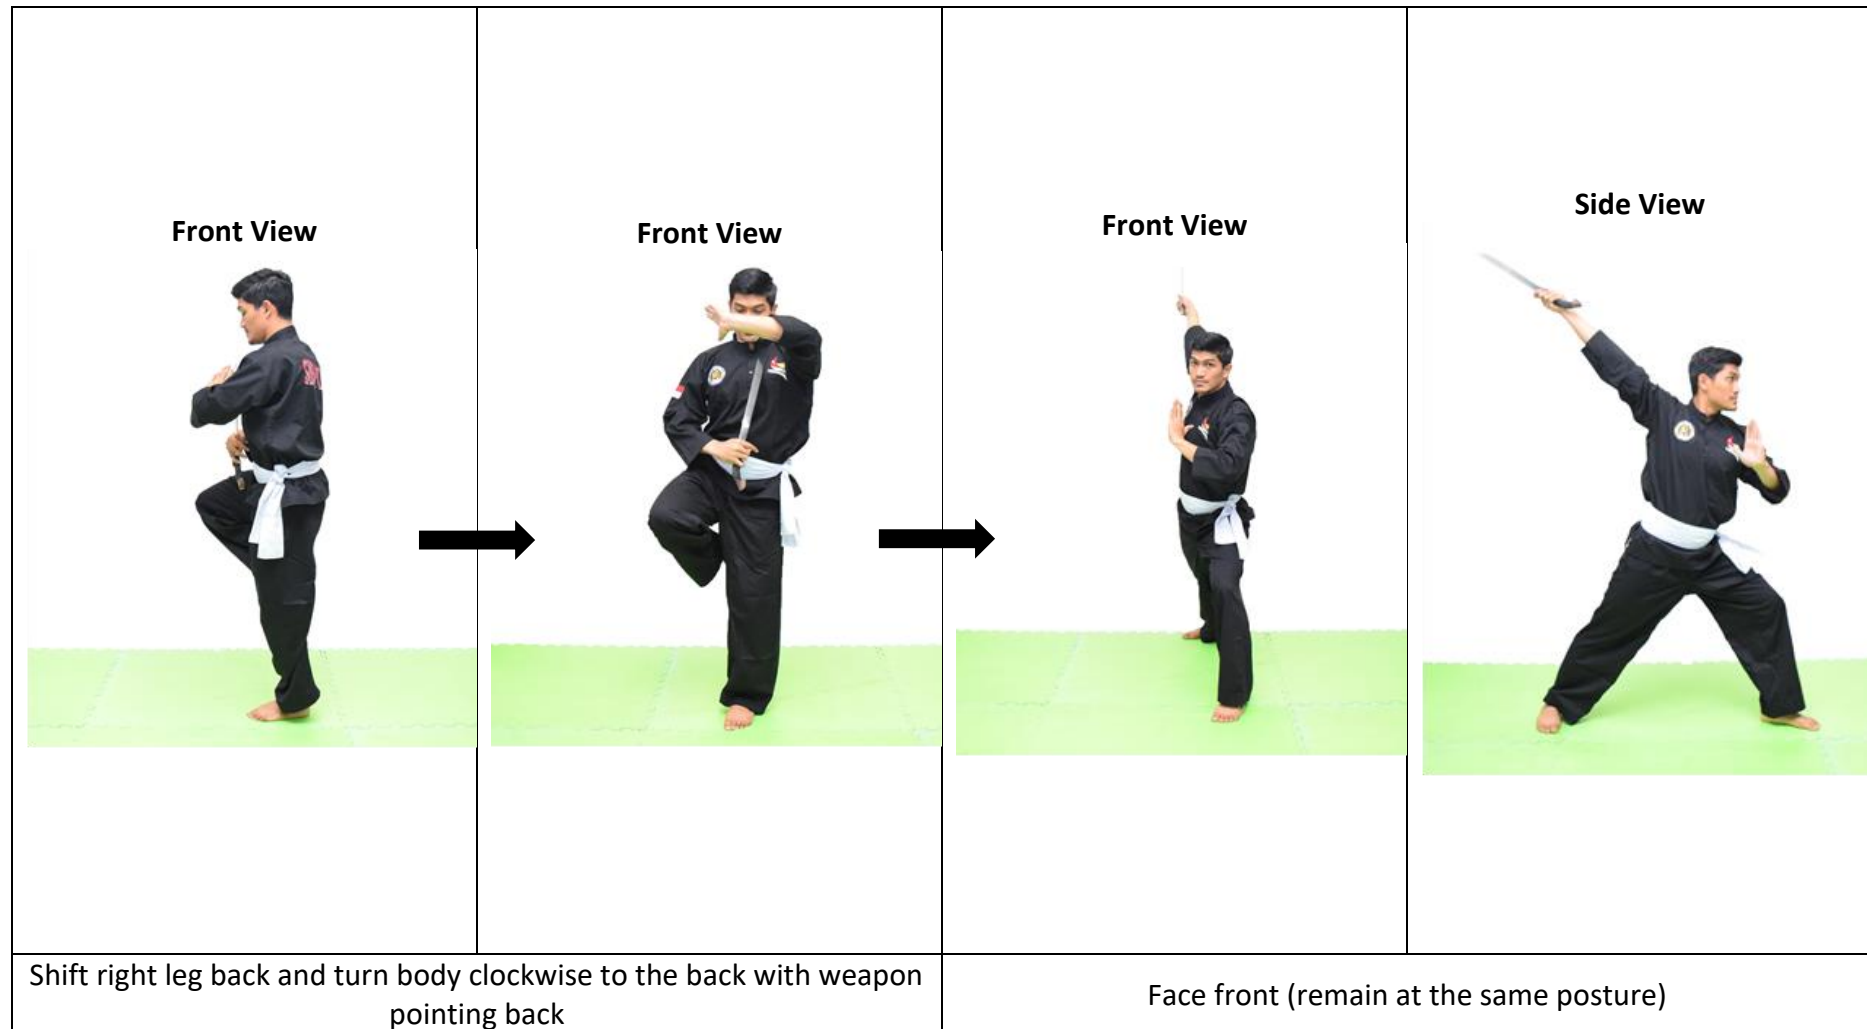 Front View
Front View
Front View
Side View
Shift right leg back and turn body clockwise to the back with weapon
pointing back
Face front (remain at the same posture)